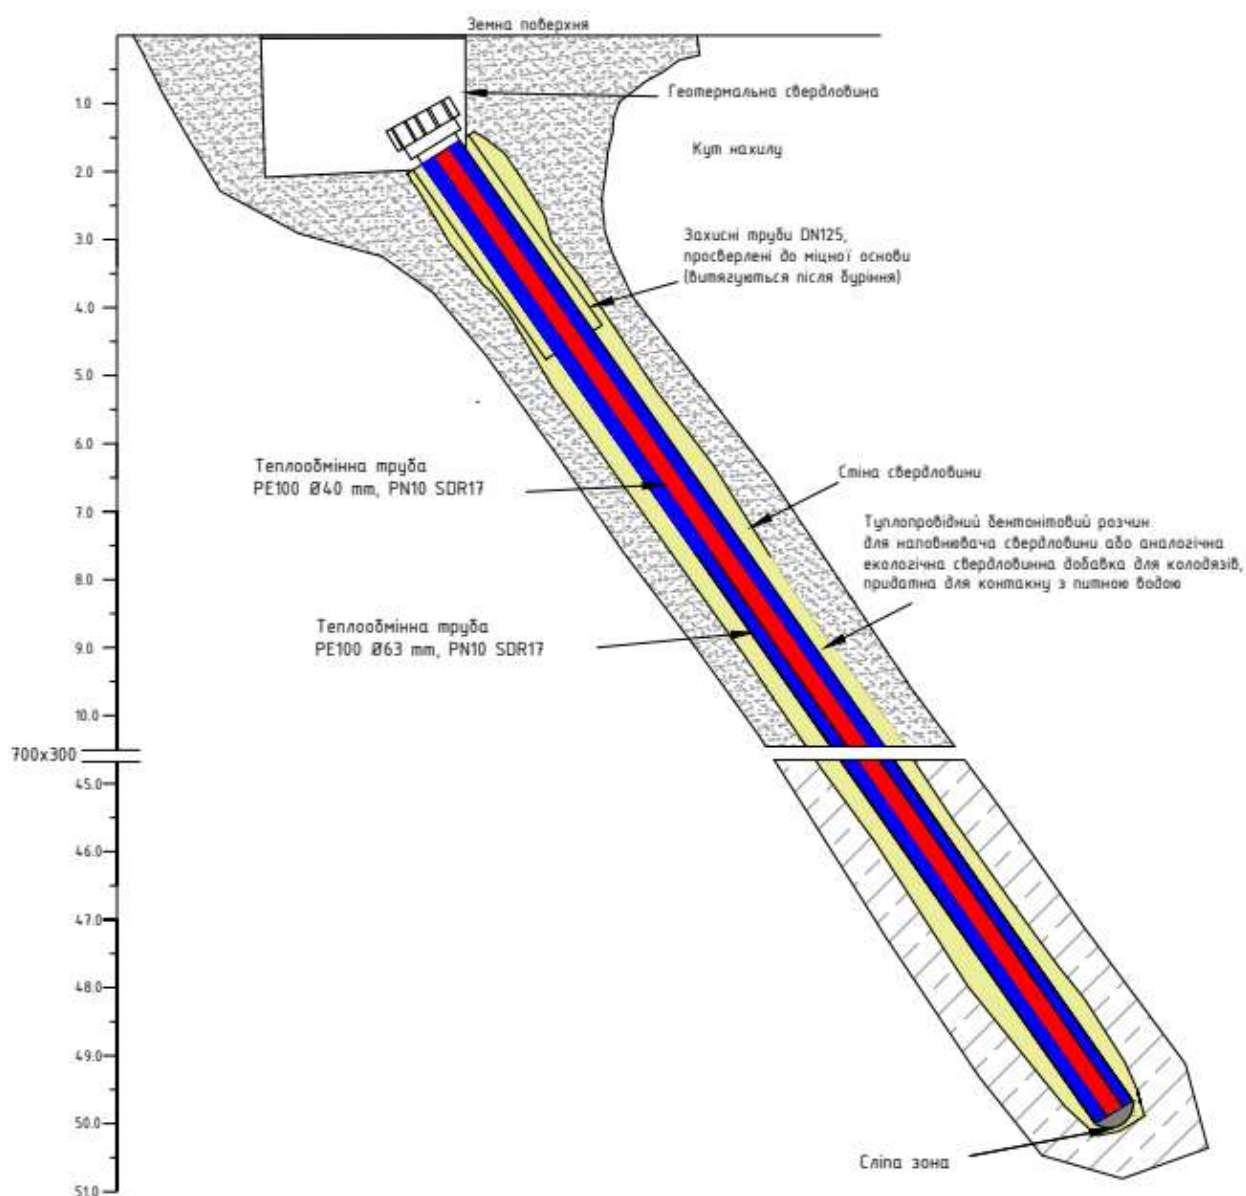 Земна поверхня
Геотермальна свердловина
1.0
Кут нахилу
2.0
Захисні труби DN125,
просверлені до міцної основи
(витягуються після буріння)
3.0
4.0
5.0
6.0
Теплообмінна труба
PE100 Ø40 mm, PN10 SDR17
Стіна свердловини
7.0
Туплопровідний бентонітовий розчин
для наповнювача свердловини або аналогічна
екологічна свердловинна добавка для колодязів,
придатна для контакну з питною водою
8.0
Теплообмінна труба
PE100 Ø63 mm, PN10 SDR17
9.0
10.0
700x300
45.0
46.0
47.0
48.0
49.0
50.0
Сліпа зона
51.0